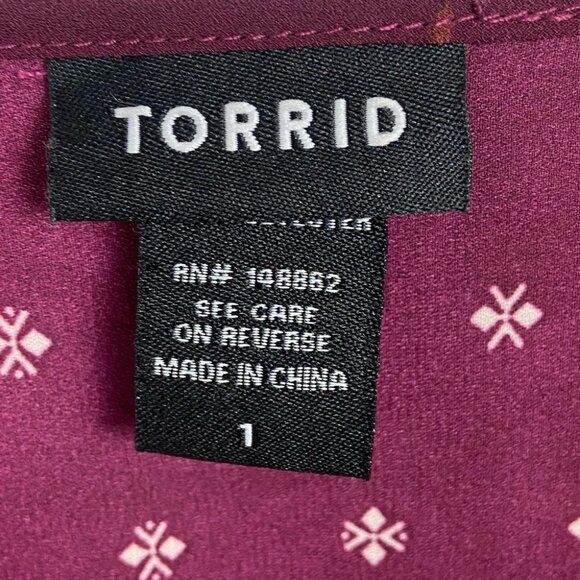 TORRID
RN# 148862
SEE CARE
ON REVERSE
MADE IN CHINA
1